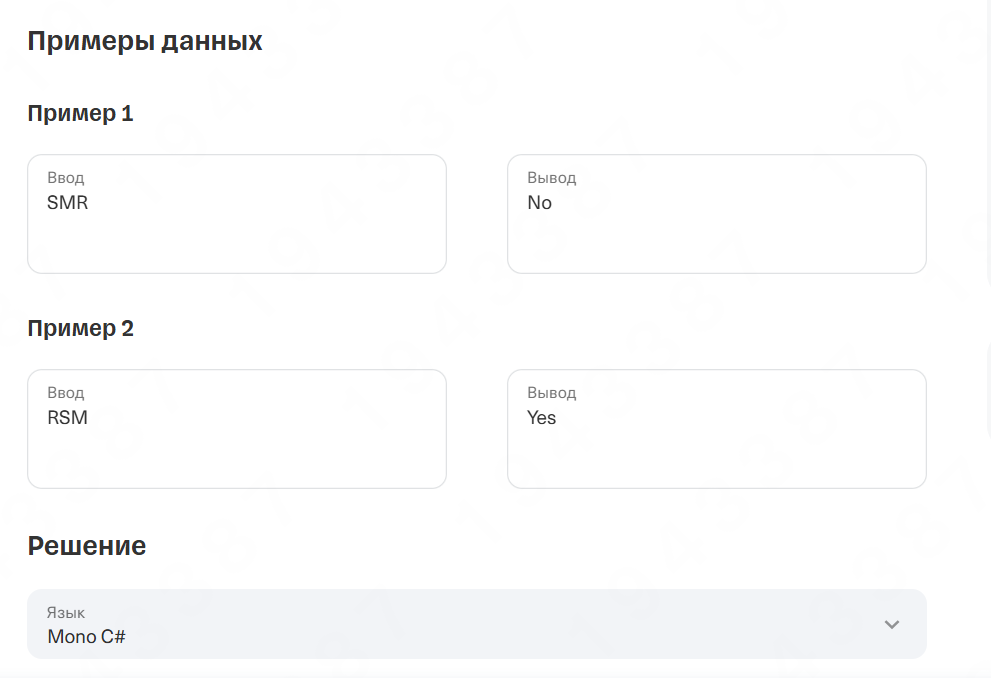 Примеры данных
Пример 1
Ввод
SMR
Вывод
No
Пример 2
Ввод
RSM
Вывод
Yes
Решение
Язык
Mono C#